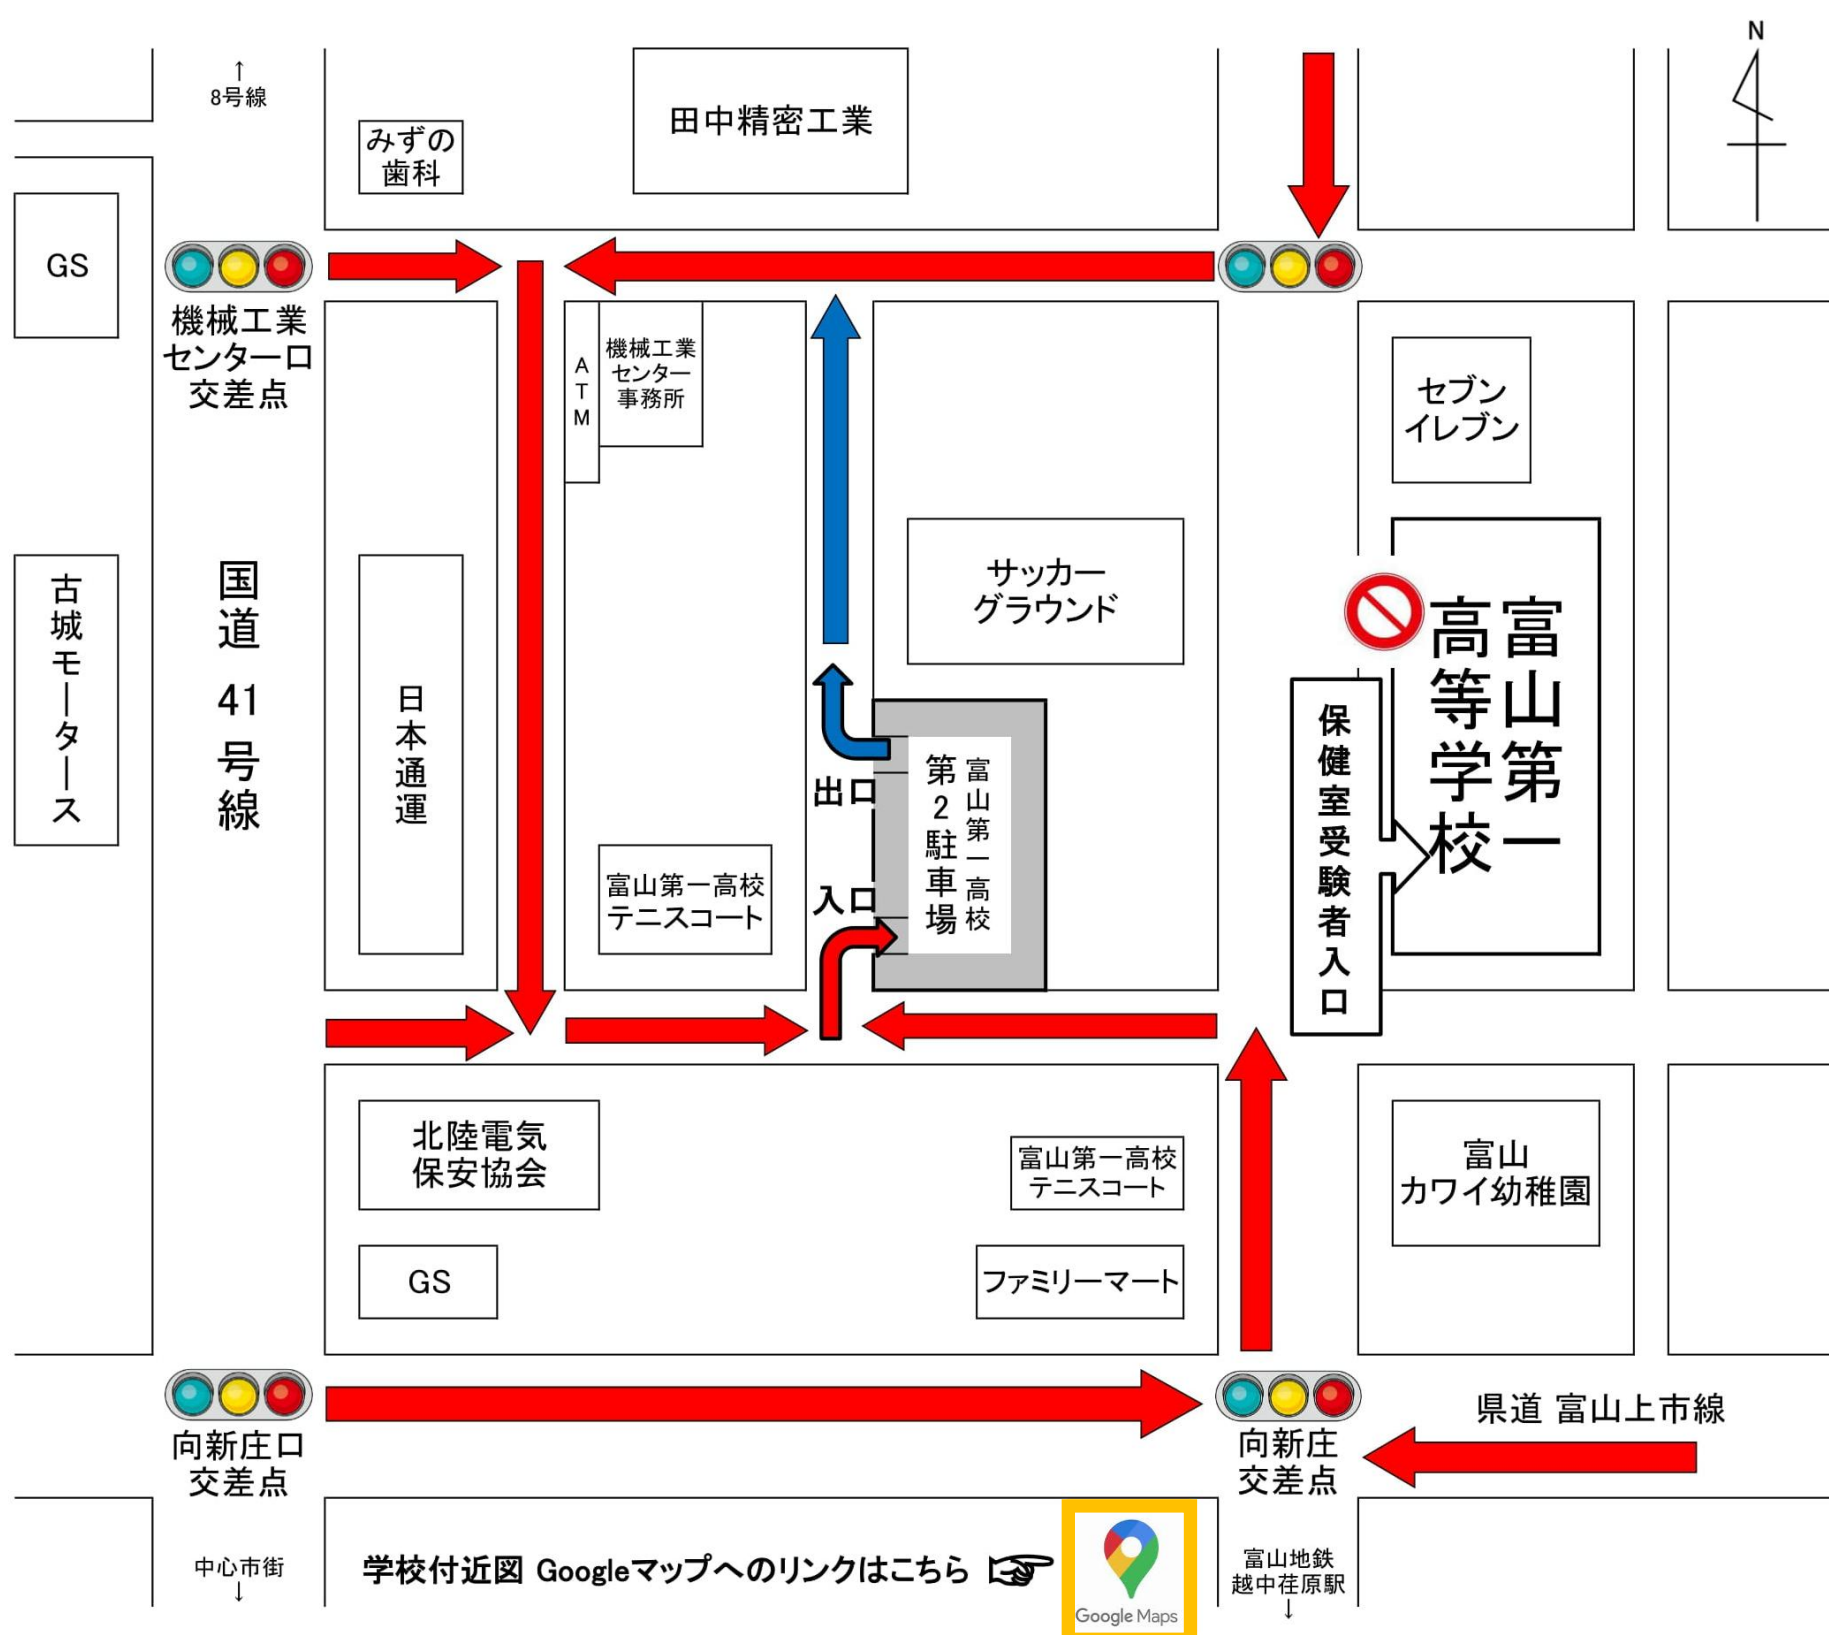 N
↑
8号線
みずの
歯科
田中精密工業
GS
機械工業
センター口
交差点
ATM
機械工業
センター
事務所
セブン
イレブン
古城モータース
国道41号線
日本通運
サッカー
グラウンド
富山第一
高等学校
保健室受験者入口
出口
入口
富山第一高校
第2駐車場
富山第一高校
テニスコート
北陸電気
保安協会
富山第一高校
テニスコート
富山
カワイ幼稚園
GS
ファミリーマート
向新庄口
交差点
向新庄
交差点
県道 富山上市線
中心市街
↓
学校付近図 Googleマップへのリンクはこちら ☞
Google Maps
富山地鉄
越中荏原駅
↓